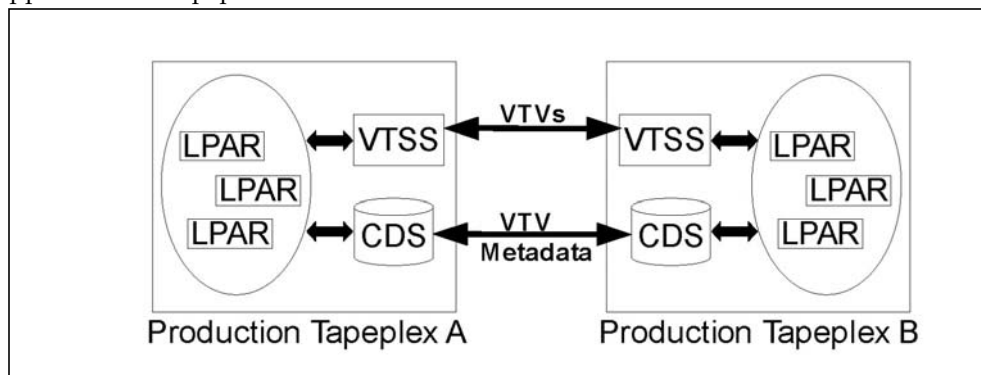 VTVs
LPAR
VTSS
VTSS
LPAR
LPAR
LPAR
LPAR
CDS
VTV
Metadata
CDS
LPAR
Production Tapeplex A
Production Tapeplex B